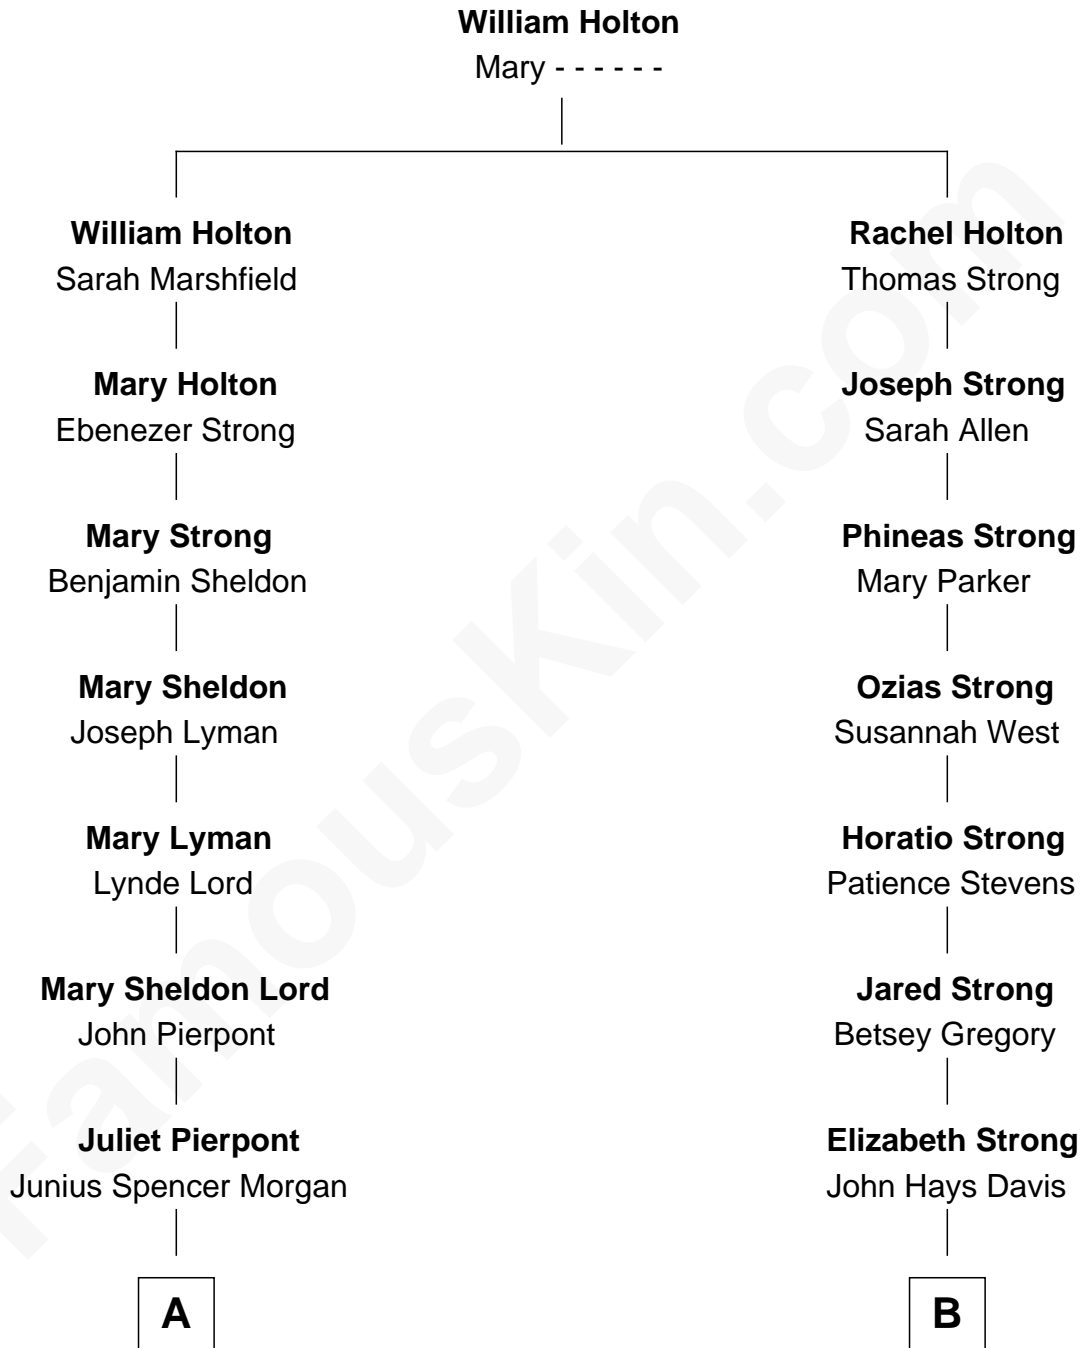 William Holton
Mary - - - - - -
William Holton
Sarah Marshfield
Rachel Holton
Thomas Strong
Mary Holton
Ebenezer Strong
Joseph Strong
Sarah Allen
Mary Strong
Benjamin Sheldon
Phineas Strong
Mary Parker
Mary Sheldon
Joseph Lyman
Ozias Strong
Susannah West
Mary Lyman
Lynde Lord
Horatio Strong
Patience Stevens
Mary Sheldon Lord
John Pierpont
Jared Strong
Betsey Gregory
Juliet Pierpont
Junius Spencer Morgan
Elizabeth Strong
John Hays Davis
A
B
FamousKin.com